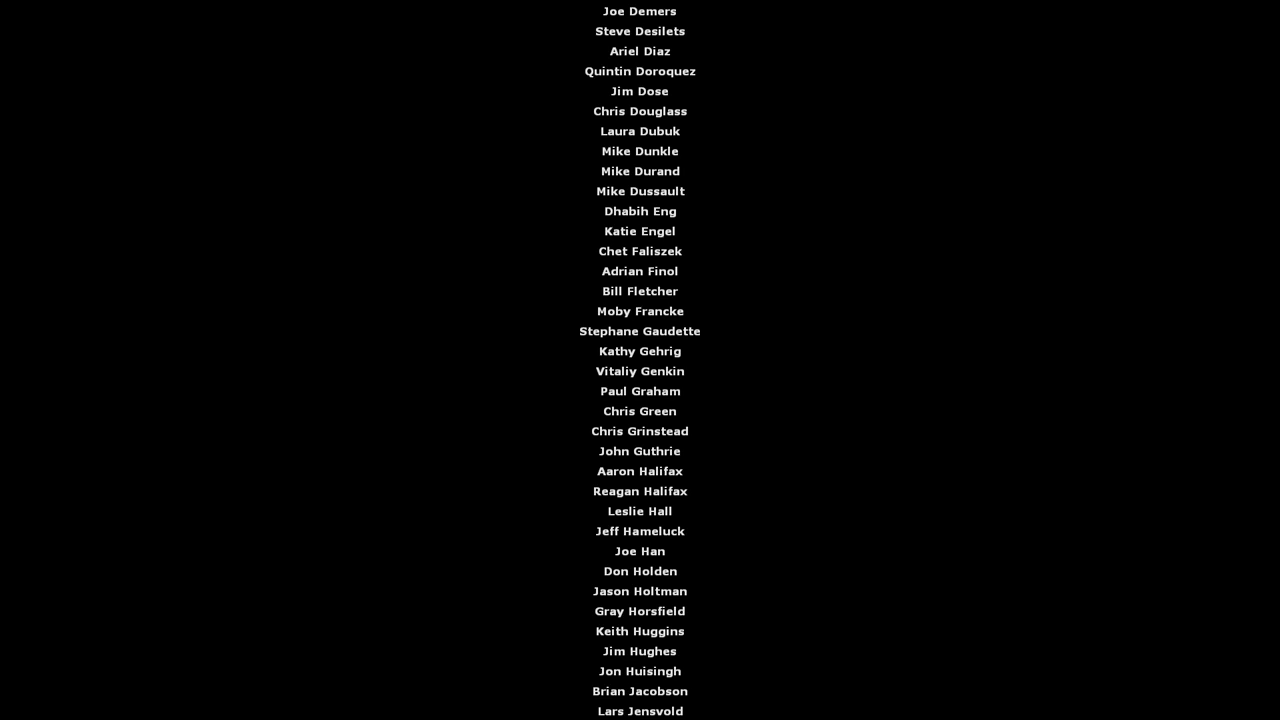 Joe Demers
Steve Desilets
Ariel Diaz
Quintin Doroquez
Jim Dose
Chris Douglass
Laura Dubuk
Mike Dunkle
Mike Durand
Mike Dussault
Dhabih Eng
Katie Engel
Chet Faliszek
Adrian Finol
Bill Fletcher
Moby Francke
Stephane Gaudette
Kathy Gehrig
Vitaliy Genkin
Paul Graham
Chris Green
Chris Grinstead
John Guthrie
Aaron Halifax
Reagan Halifax
Leslie Hall
Jeff Hameluck
Joe Han
Don Holden
Jason Holtman
Gray Horsfield
Keith Huggins
Jim Hughes
Jon Huisingh
Brian Jacobson
Lars Jensvold